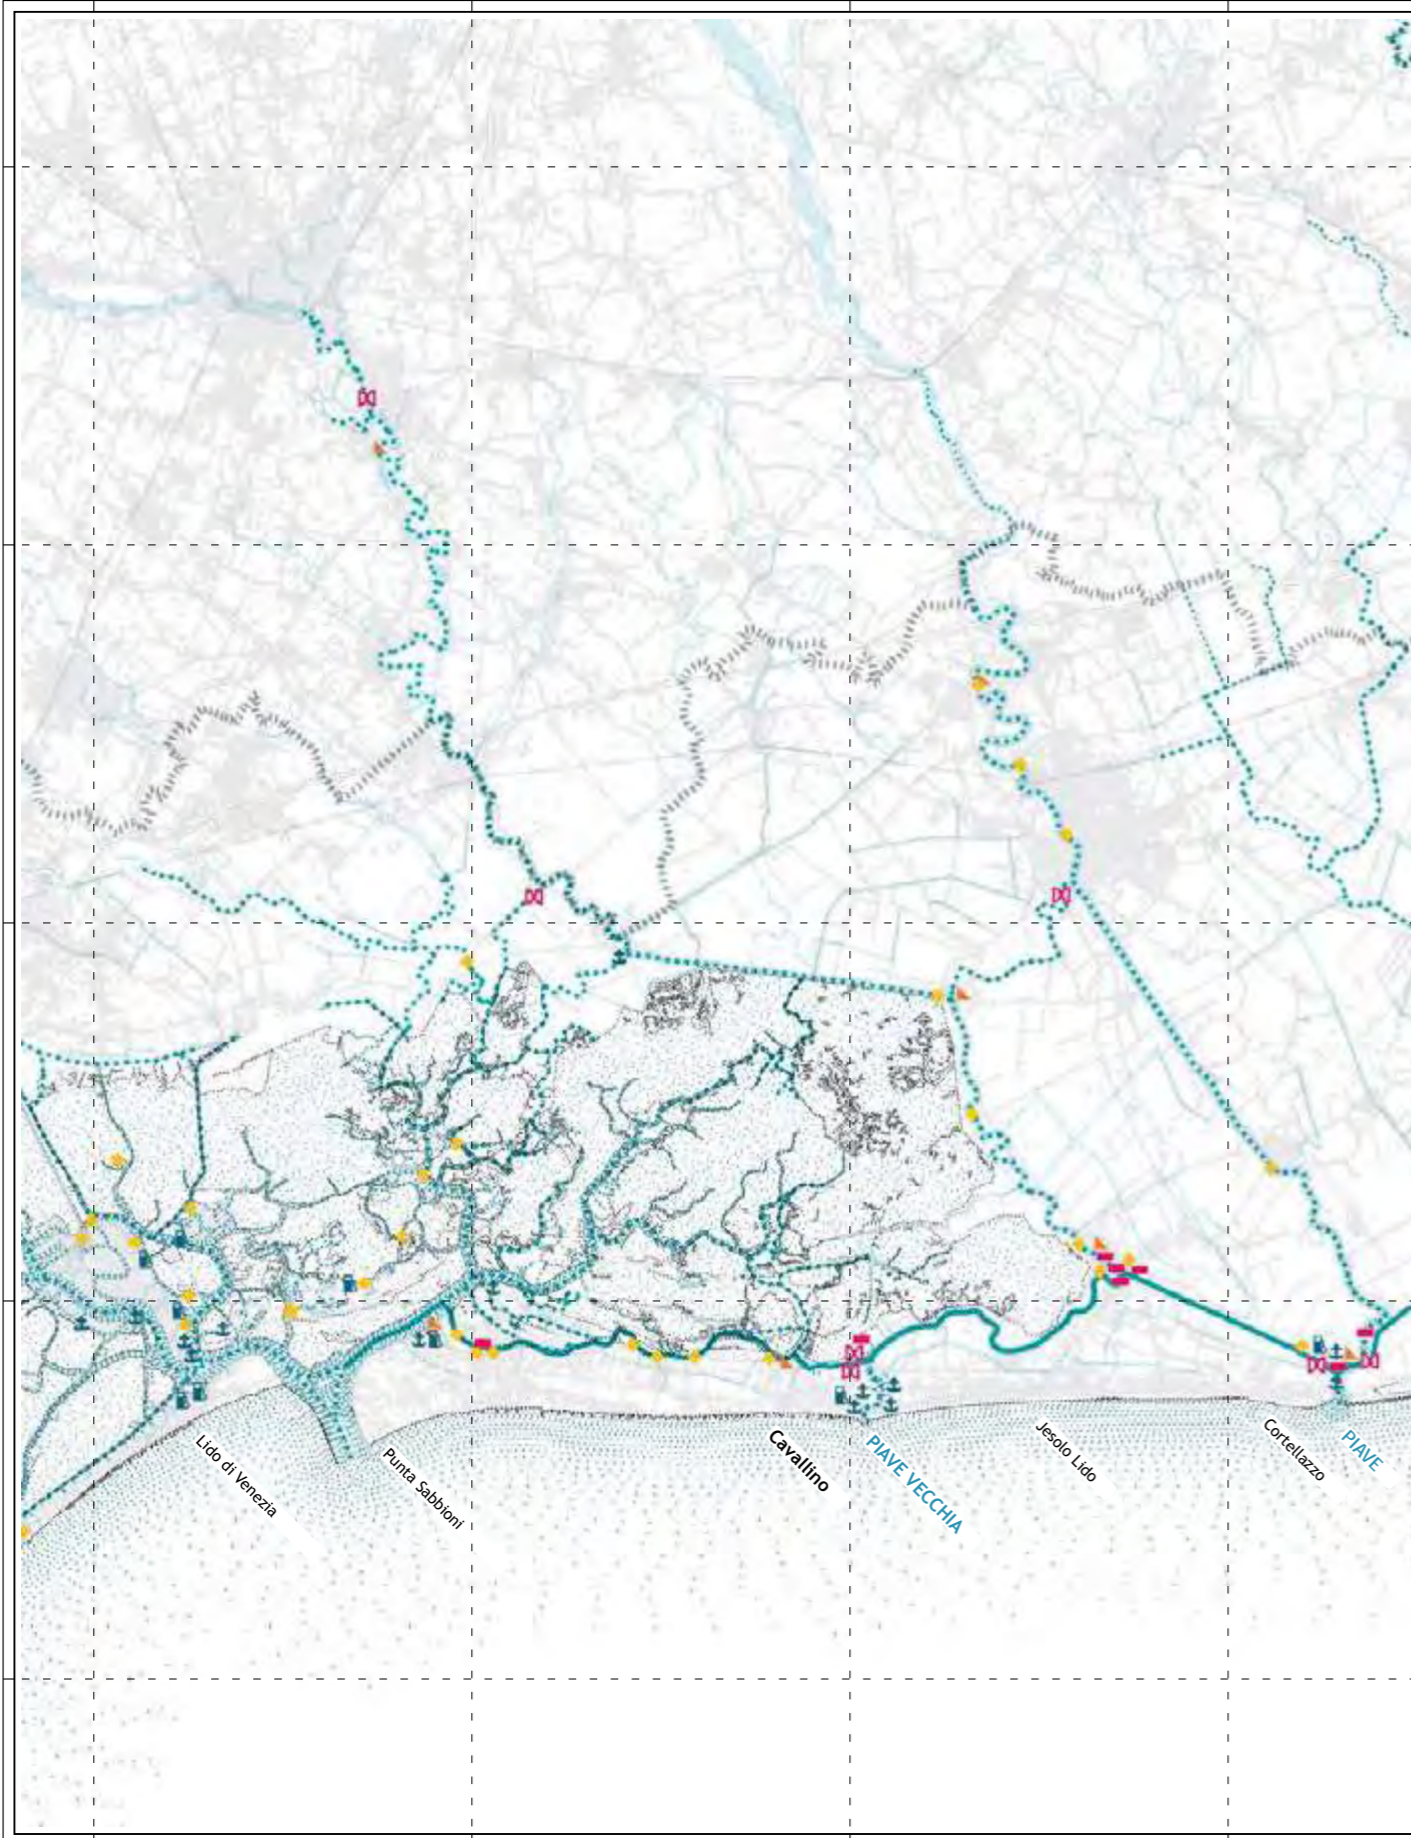 Lido di Venezia
Punta Sabbioni
Cavallino
PIAVE VECCHIA
Jesolo Lido
Cortellazzo
PIAVE